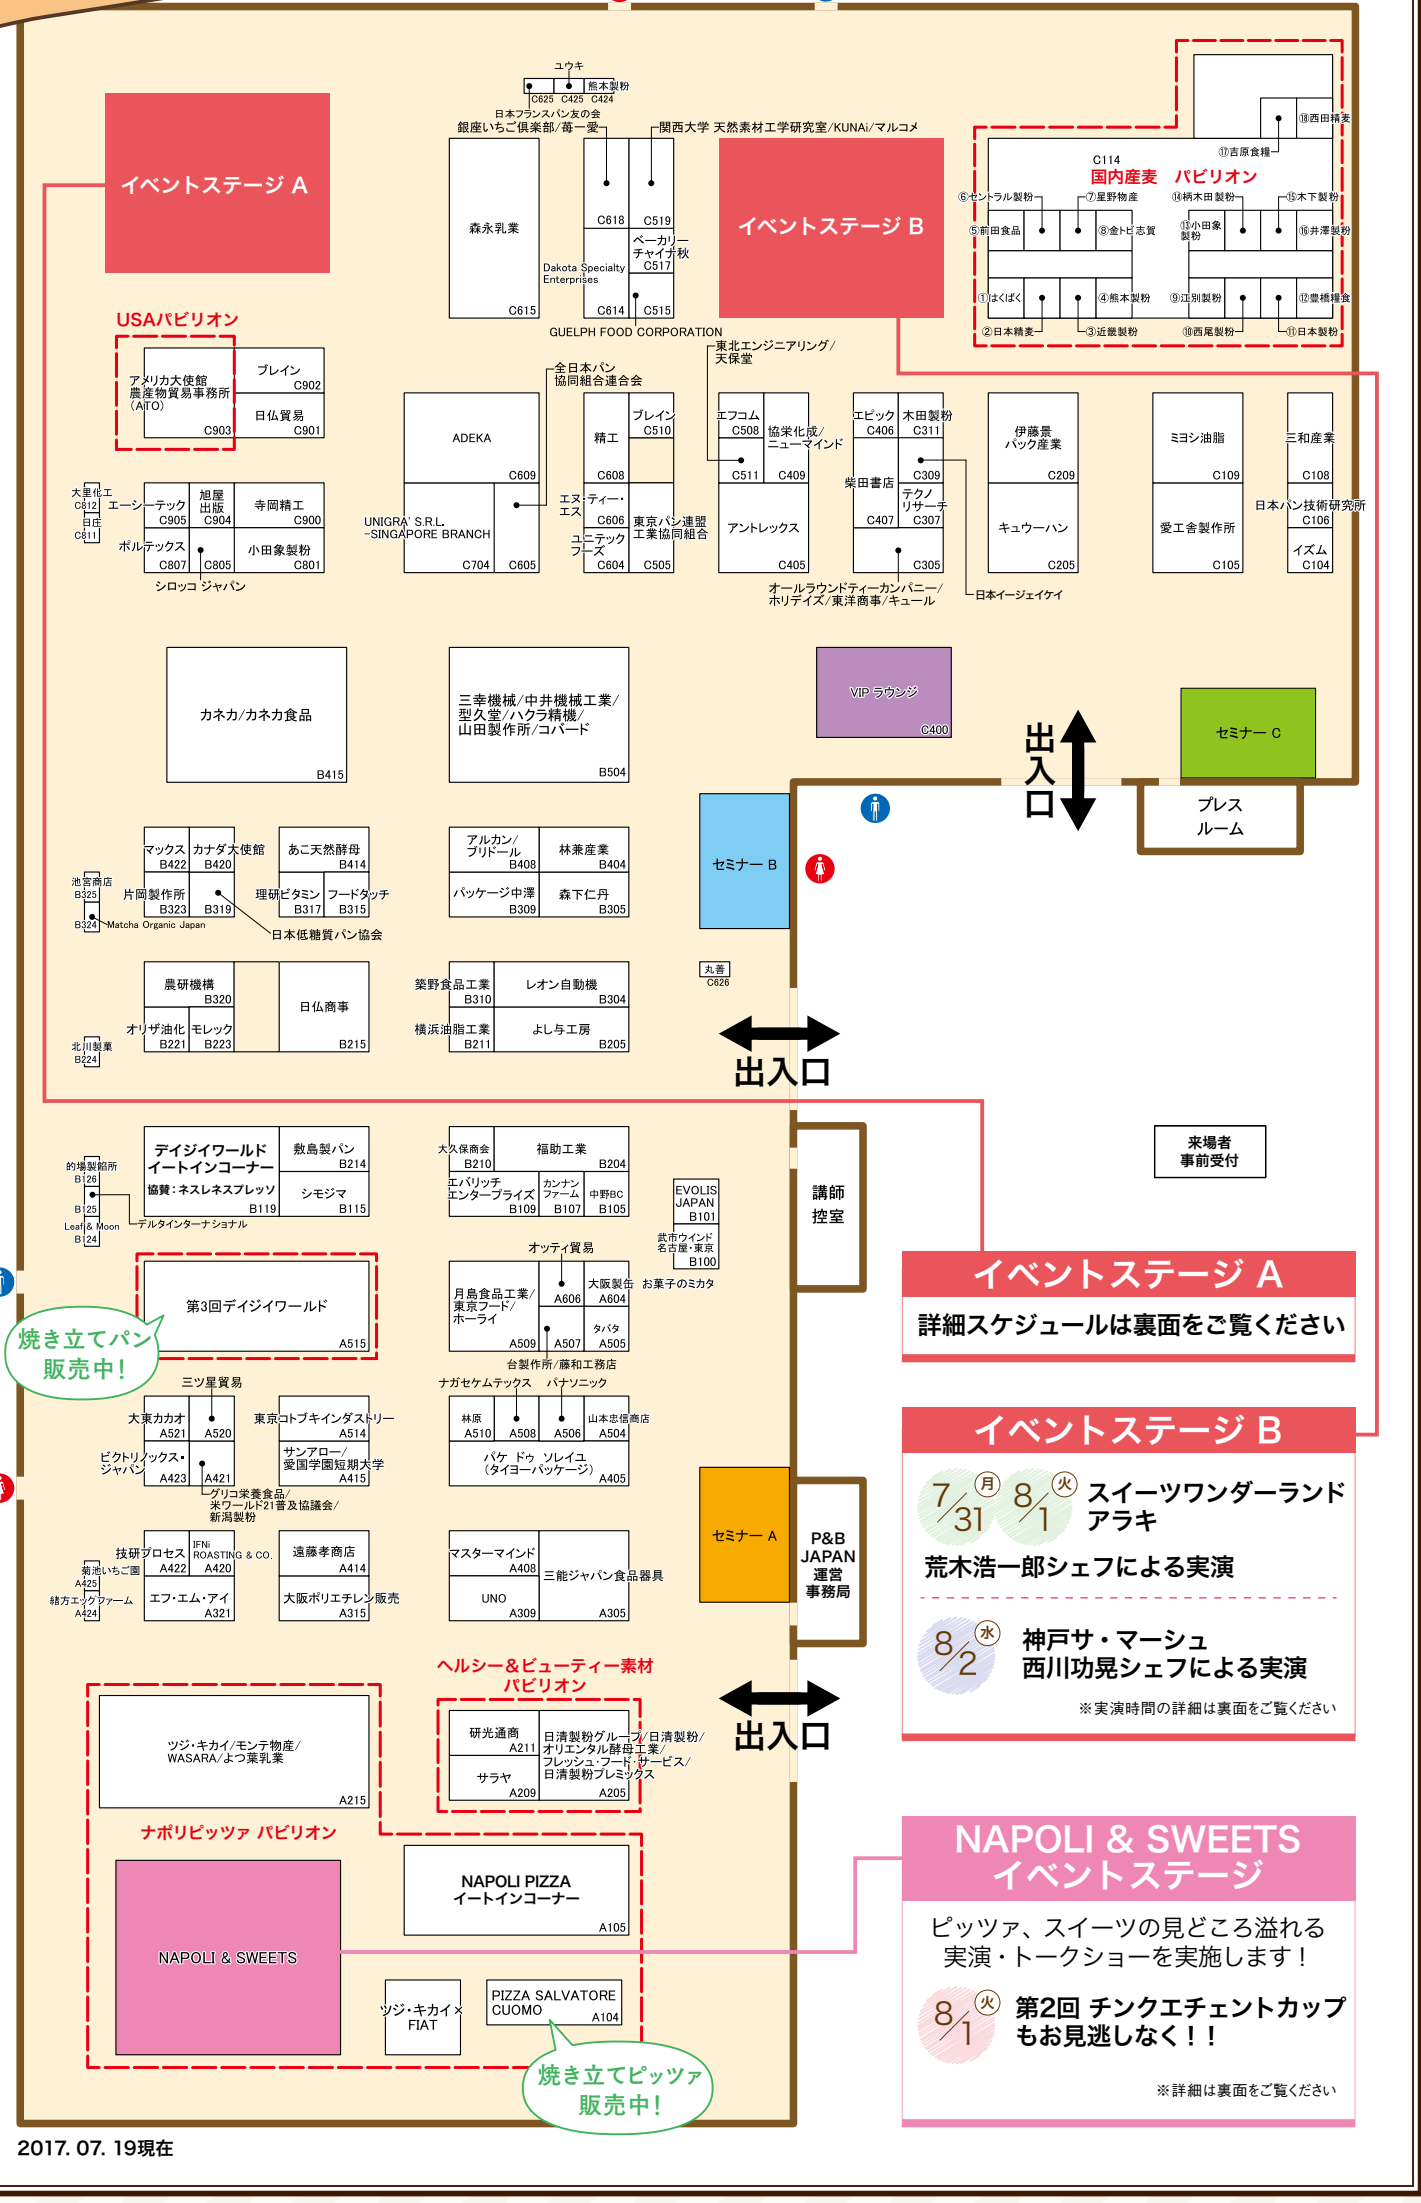 ユウキ
熊本製粉
C625 C425 C424
日本フランスパン友の会
銀座いちご倶楽部/苺一愛
関西大学 天然素材工学研究室/KUNAi/マルコメ
イベントステージ A
森永乳業
C615
C618
C519
ベーカリー
チャイナ秋
C517
Dakota Specialty
Enterprises
C614
C515
GUELPH FOOD CORPORATION
イベントステージ B
⑱西田精麦
⑰吉原食糧
C114
国内産麦 パビリオン
⑥セントラル製粉
⑦星野物産
⑭柄木田製粉
⑮木下製粉
⑤前田食品
⑧金トビ志賀
⑬小田象
製粉
⑯井澤製粉
①はくばく
④熊本製粉
⑨江別製粉
⑫豊橋糧食
②日本精麦
③近畿製粉
⑩西尾製粉
⑪日本製粉
USAパビリオン
アメリカ大使館
農産物貿易事務所
(ATO)
C903
ブレイン
C902
日仏貿易
C901
大里化工
C812
日庄
C811
エーシーテック
C905
旭屋
出版
C904
寺岡精工
C900
ポルテックス
C807
C805
小田象製粉
C801
シロッコ ジャパン
全日本パン
協同組合連合会
ADEKA
C609
UNIGRA' S.R.L.
-SINGAPORE BRANCH
C704
C605
精工
C608
ブレイン
C510
エヌ・ティー・
エス
C606
ユニテック
フーズ
C604
東京パン連盟
工業協同組合
C505
東北エンジニアリング/
天保堂
エフコム
C508
C511
協栄化成/
ニューマインド
C409
アントレックス
C405
エピック
C406
木田製粉
C311
C309
柴田書店
C407
テクノ
リサーチ
C307
C305
オールラウンドティーカンパニー/
ホリデイズ/東洋商事/キュール
日本イージェイケイ
伊藤景
パック産業
C209
キュウーハン
C205
ミヨシ油脂
C109
愛工舎製作所
C105
三和産業
C108
日本パン技術研究所
C106
イズム
C104
カネカ/カネカ食品
B415
三幸機械/中井機械工業/
型久堂/ハクラ精機/
山田製作所/コバード
B504
VIP ラウンジ
C400
出入口
セミナー C
プレス
ルーム
マックス
B422
カナダ大使館
B420
あこ天然酵母
B414
池宮商店
B325
B324
Matcha Organic Japan
片岡製作所
B323
B319
日本低糖質パン協会
理研ビタミン
B317
フードタッチ
B315
アルカン/
ブリドール
B408
林兼産業
B404
パッケージ中澤
B309
森下仁丹
B305
セミナー B
丸善
C626
農研機構
B320
オリザ油化
B221
モレック
B223
日仏商事
B215
北川製菓
B224
築野食品工業
B310
レオン自動機
B304
横浜油脂工業
B211
よし与工房
B205
出入口
的場製餡所
B126
B125
Leaf & Moon
B124
デルタインターナショナル
デイジイワールド
イートインコーナー
協賛：ネスレネスプレッソ
B119
敷島製パン
B214
シモジマ
B115
大久保商会
B210
福助工業
B204
エバリッチ
エンタープライズ
B109
カンナン
ファーム
B107
中野BC
B105
EVOLIS
JAPAN
B101
武市ウインド
名古屋・東京
B100
お菓子のミカタ
講師
控室
来場者
事前受付
第3回デイジイワールド
A515
焼き立てパン
販売中！
オッティ貿易
月島食品工業/
東京フード/
ホーライ
A509
A606
大阪製缶
A604
A507
タバタ
A505
台製作所/藤和工務店
イベントステージ A
詳細スケジュールは裏面をご覧ください
三ツ星貿易
大東カカオ
A521
A520
東京コトブキインダストリー
A514
ビクトリノックス・
ジャパン
A423
A421
サンアロー/
愛国学園短期大学
A415
グリコ栄養食品/
米ワールド21普及協議会/
新潟製粉
ナガセケムテックス
パナソニック
林原
A510
A508
A506
山本忠信商店
A504
パケ ドゥ ソレイユ
(タイヨーパッケージ)
A405
セミナー A
P&B
JAPAN
運営
事務局
イベントステージ B
7/31 月 8/1 火
スイーツワンダーランド
アラキ
荒木浩一郎シェフによる実演
8/2 水
神戸サ・マーシュ
西川功晃シェフによる実演
※実演時間の詳細は裏面をご覧ください
技研プロセス
A422
IFNi
ROASTING & CO.
A420
遠藤孝商店
A414
菊池いちご園
A425
緒方エッグファーム
A424
エフ・エム・アイ
A321
大阪ポリエチレン販売
A315
マスターマインド
A408
UNO
A309
三能ジャパン食品器具
A305
ヘルシー＆ビューティー素材
パビリオン
研光通商
A211
サラヤ
A209
日清製粉グループ/日清製粉/
オリエンタル酵母工業/
フレッシュ・フード・サービス/
日清製粉プレミックス
A205
出入口
ツジ・キカイ/モンテ物産/
WASARA/よつ葉乳業
A215
ナポリピッツァ パビリオン
NAPOLI PIZZA
イートインコーナー
A105
NAPOLI & SWEETS
ツジ・キカイ×
FIAT
PIZZA SALVATORE
CUOMO
A104
焼き立てピッツァ
販売中！
NAPOLI & SWEETS
イベントステージ
ピッツァ、スイーツの見どころ溢れる
実演・トークショーを実施します！
8/1 火
第2回 チンクエチェントカップ
もお見逃しなく！！
※詳細は裏面をご覧ください
2017. 07. 19現在